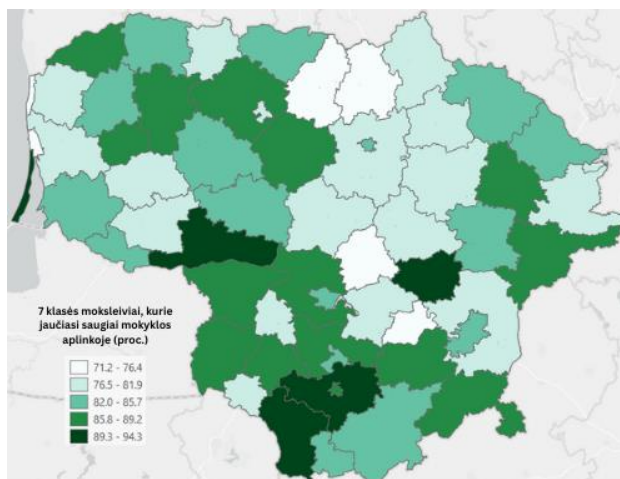 7 klasės moksleiviai, kurie
jaučiasi saugiai mokyklos
aplinkoje (proc.)
71.2 - 76.4
76.5 - 81.9
82.0 - 85.7
85.8 - 89.2
89.3 - 94.3